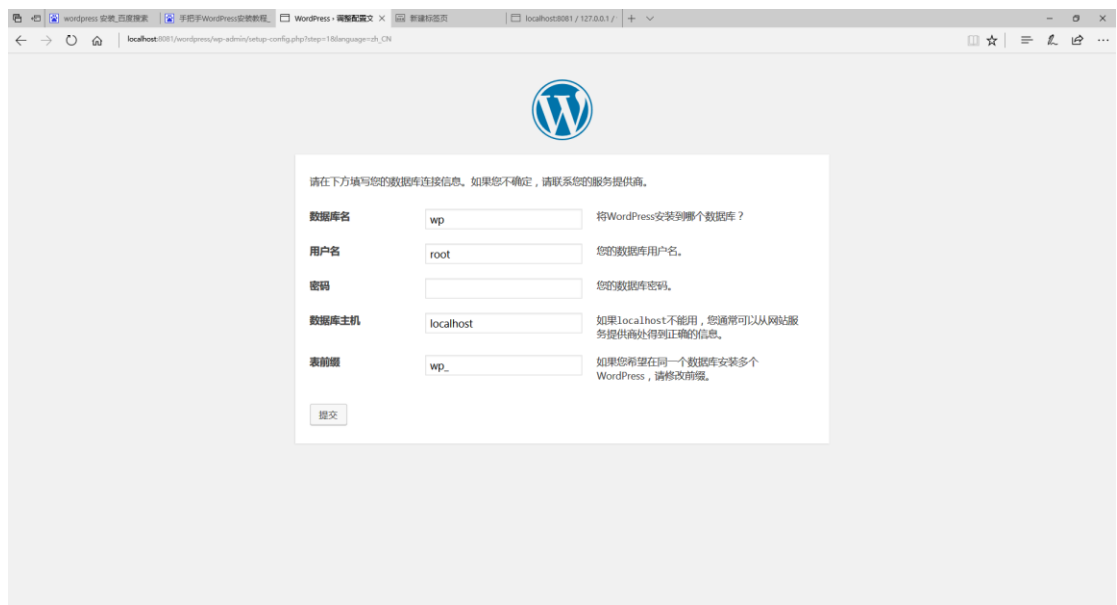 wordpress 安装_百度搜索
手把手WordPress安装教程_
WordPress › 调整配置文
新建标签页
localhost:8081 / 127.0.0.1 /
localhost:8081/wordpress/wp-admin/setup-config.php?step=1&language=zh_CN
请在下方填写您的数据库连接信息。如果您不确定，请联系您的服务提供商。
数据库名 wp 将WordPress安装到哪个数据库？
用户名 root 您的数据库用户名。
密码 您的数据库密码。
数据库主机 localhost 如果localhost不能用，您通常可以从网站服
务提供商处得到正确的信息。
表前缀 wp_ 如果您希望在同一个数据库安装多个
WordPress，请修改前缀。
提交